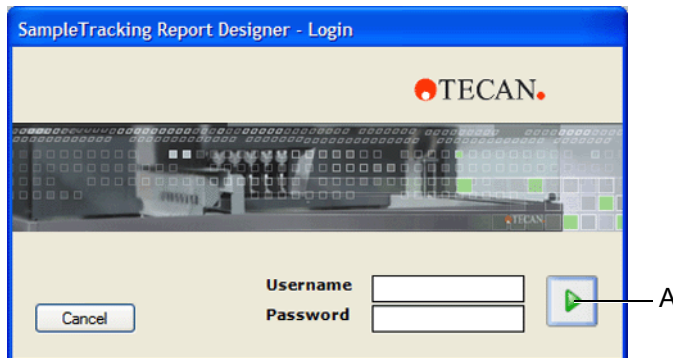 SampleTracking Report Designer - Login
TECAN.
TECAN
Username
Password
Cancel
A